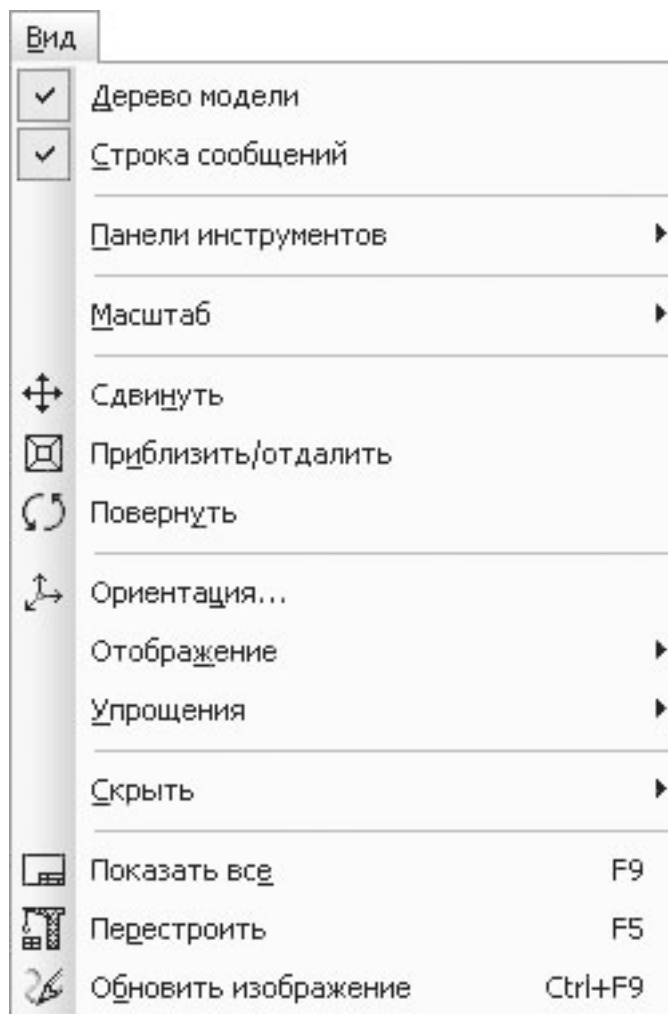 Вид
Дерево модели
Строка сообщений
Панели инструментов
Масштаб
Сдвинуть
Приблизить/отдалить
Повернуть
Ориентация...
Отображение
Упрощения
Скрыть
Показать все F9
Перестроить F5
Обновить изображение Ctrl+F9